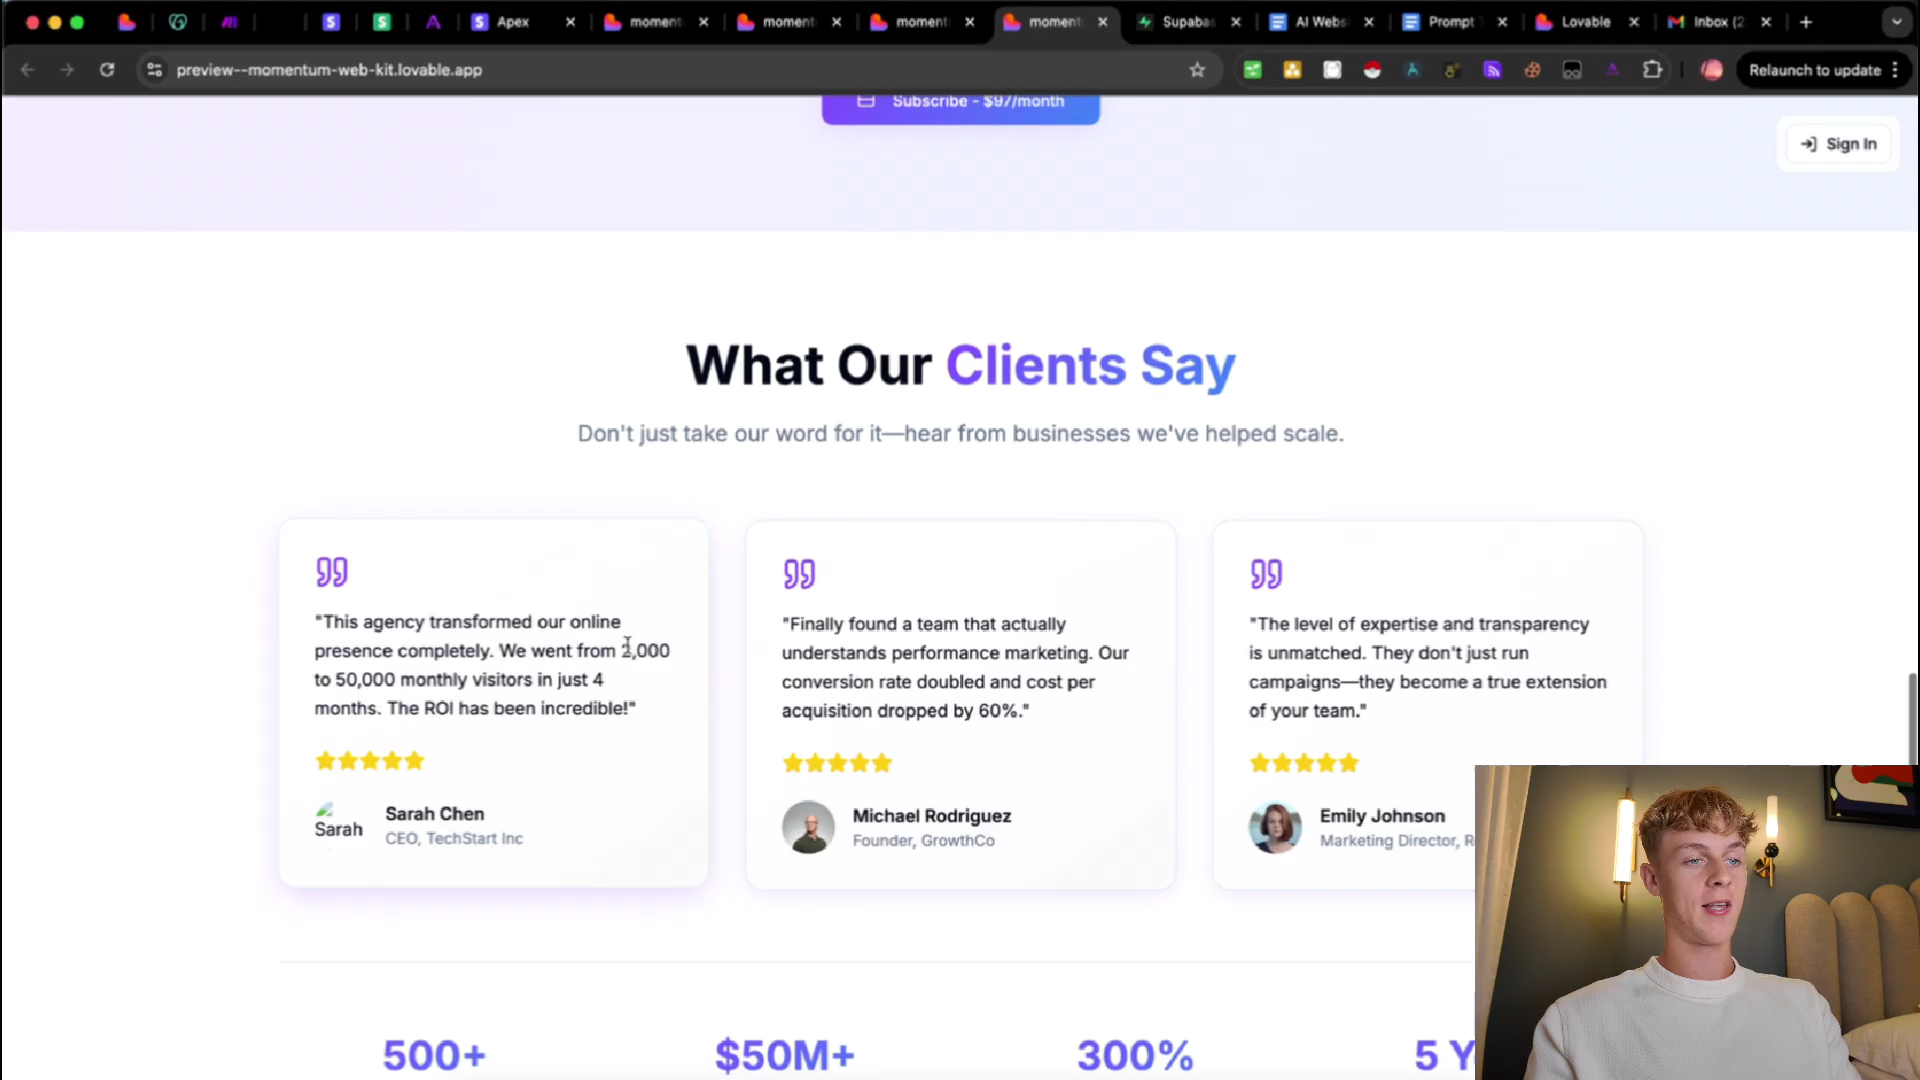 Apex
moment
moment
moment
moment
Supabas
AI Webs
Prompt
Lovable
Inbox (2
preview--momentum-web-kit.lovable.app
Relaunch to update
Subscribe - $97/month
Sign In
What Our Clients Say
Don't just take our word for it—hear from businesses we've helped scale.
"This agency transformed our online
presence completely. We went from 2,000
to 50,000 monthly visitors in just 4
months. The ROI has been incredible!"
Sarah
Sarah Chen
CEO, TechStart Inc
"Finally found a team that actually
understands performance marketing. Our
conversion rate doubled and cost per
acquisition dropped by 60%."
Michael Rodriguez
Founder, GrowthCo
"The level of expertise and transparency
is unmatched. They don't just run
campaigns—they become a true extension
of your team."
Emily Johnson
Marketing Director, R
500+
$50M+
300%
5 Y